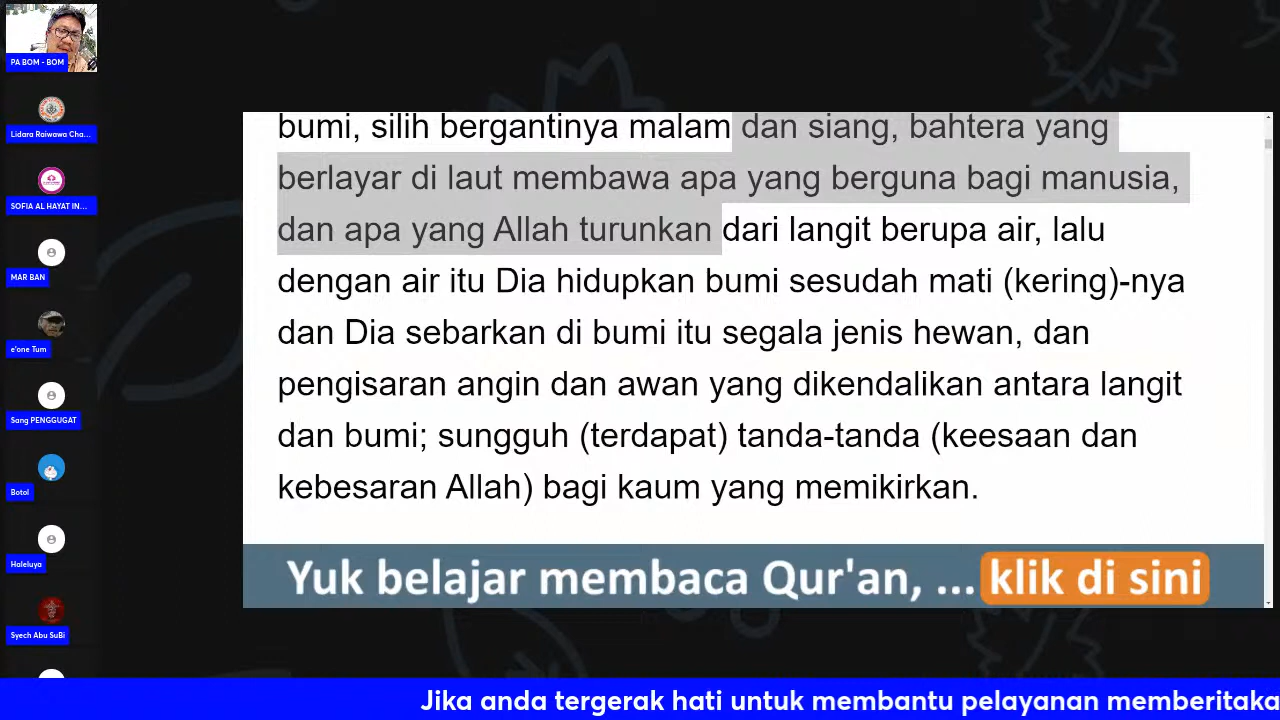 PA BOM - BOM
Lidara Raiwawa Cha...
SOFIA AL HAYAT IN...
MAR BAN
e'one Tum
Sang PENGGUGAT
Botol
Haleluya
Syech Abu SuBi
bumi, silih bergantinya malam dan siang, bahtera yang
berlayar di laut membawa apa yang berguna bagi manusia,
dan apa yang Allah turunkan dari langit berupa air, lalu
dengan air itu Dia hidupkan bumi sesudah mati (kering)-nya
dan Dia sebarkan di bumi itu segala jenis hewan, dan
pengisaran angin dan awan yang dikendalikan antara langit
dan bumi; sungguh (terdapat) tanda-tanda (keesaan dan
kebesaran Allah) bagi kaum yang memikirkan.
Yuk belajar membaca Qur'an, ... klik di sini
Jika anda tergerak hati untuk membantu pelayanan memberitaka